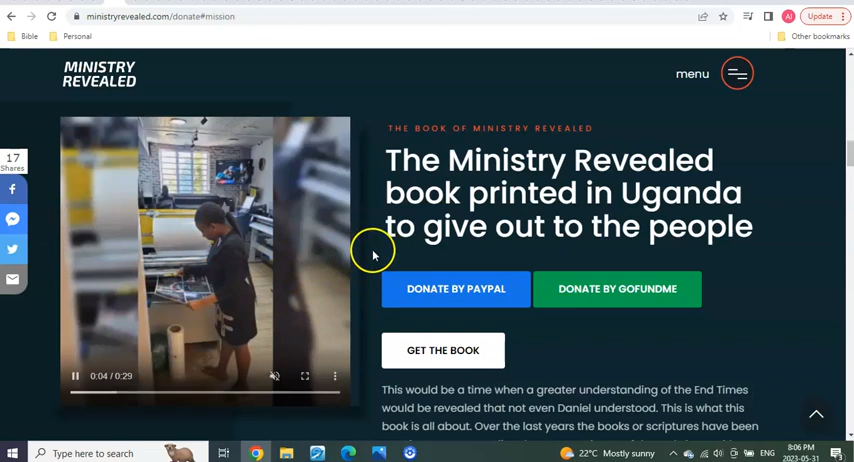 ministryrevealed.com/donate#mission
AI
Update
Bible
Personal
Other bookmarks
MINISTRY
REVEALED
menu
17
Shares
THE BOOK OF MINISTRY REVEALED
The Ministry Revealed
book printed in Uganda
to give out to the people
DONATE BY PAYPAL
DONATE BY GOFUNDME
GET THE BOOK
0:04 / 0:29
This would be a time when a greater understanding of the End Times
would be revealed that not even Daniel understood. This is what this
book is all about. Over the last years the books or scriptures have been
Type here to search
22°C Mostly sunny
ENG
8:06 PM
2023-05-31
3